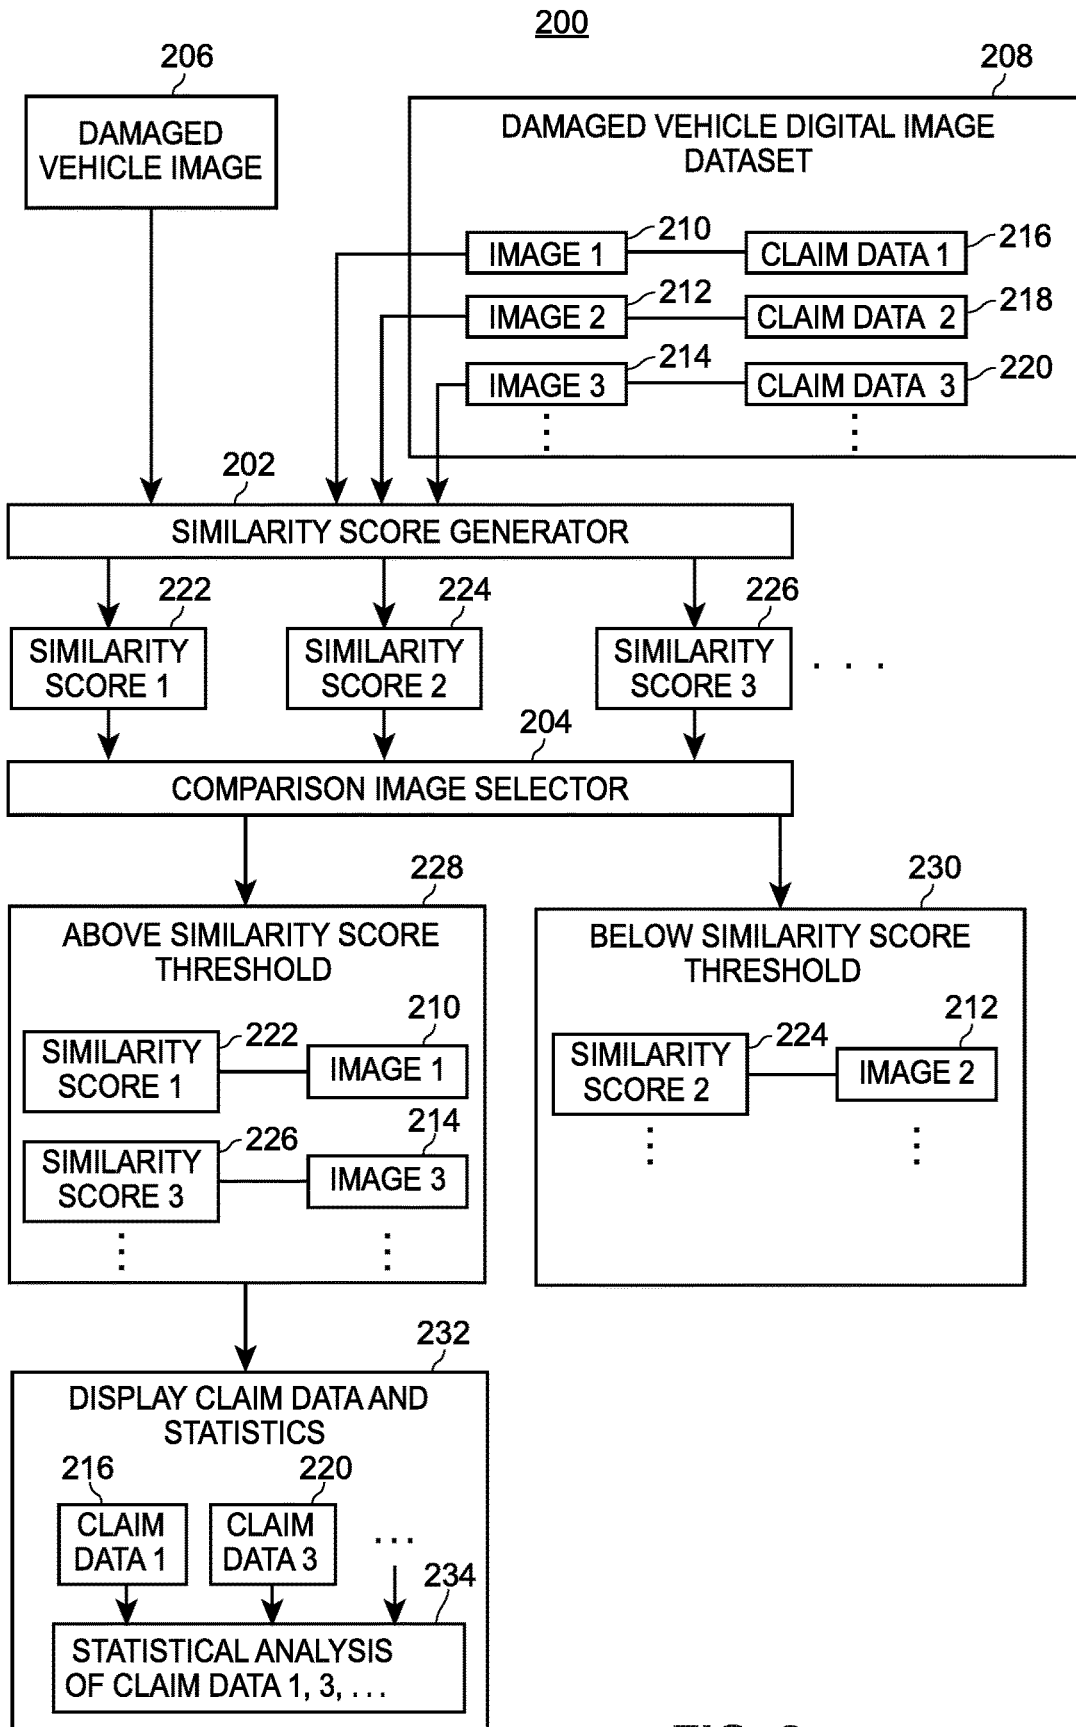 200
206
208
DAMAGED
VEHICLE IMAGE
DAMAGED VEHICLE DIGITAL IMAGE
DATASET
IMAGE 1
210
CLAIM DATA 1
216
IMAGE 2
212
CLAIM DATA 2
218
IMAGE 3
214
CLAIM DATA 3
220
202
SIMILARITY SCORE GENERATOR
222
224
226
SIMILARITY
SCORE 1
SIMILARITY
SCORE 2
SIMILARITY
SCORE 3
. . .
204
COMPARISON IMAGE SELECTOR
228
ABOVE SIMILARITY SCORE
THRESHOLD
SIMILARITY
SCORE 1
222
210
IMAGE 1
SIMILARITY
SCORE 3
226
214
IMAGE 3
230
BELOW SIMILARITY SCORE
THRESHOLD
SIMILARITY
SCORE 2
224
212
IMAGE 2
232
DISPLAY CLAIM DATA AND
STATISTICS
216
CLAIM
DATA 1
220
CLAIM
DATA 3
...
234
STATISTICAL ANALYSIS
OF CLAIM DATA 1, 3, . . .